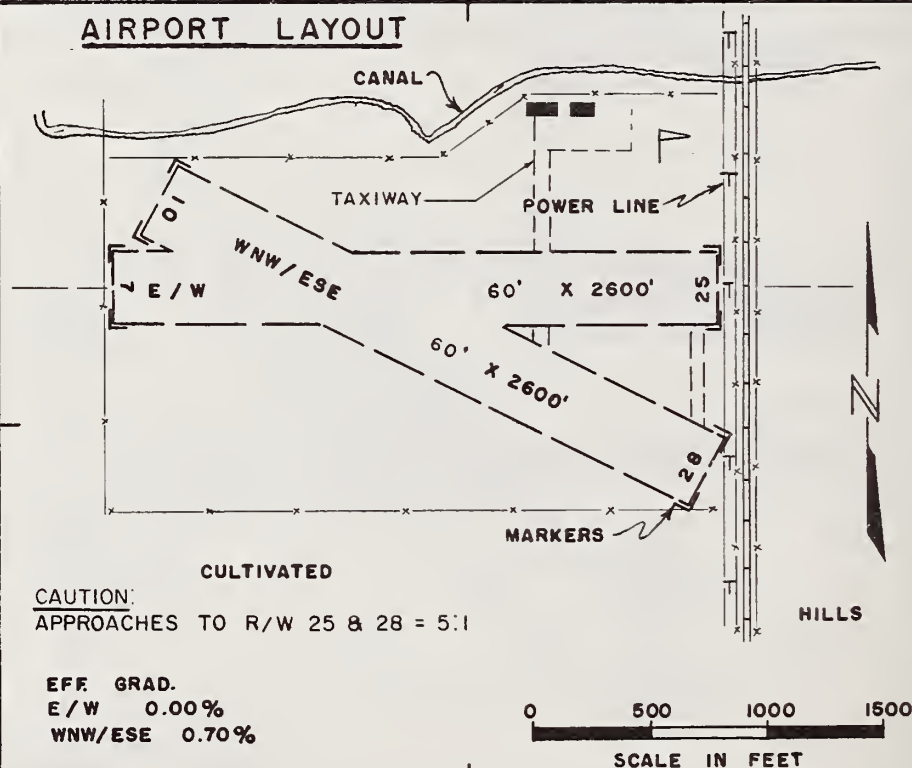 AIRPORT LAYOUT
CANAL
TAXIWAY
POWER LINE
10
WNW/ESE
7
E/W
60' X 2600'
25
60' X 2600'
28
N
MARKERS
CULTIVATED
HILLS
CAUTION:
APPROACHES TO R/W 25 & 28 = 5:1
EFF. GRAD.
E/W 0.00%
WNW/ESE 0.70%
0 500 1000 1500
SCALE IN FEET